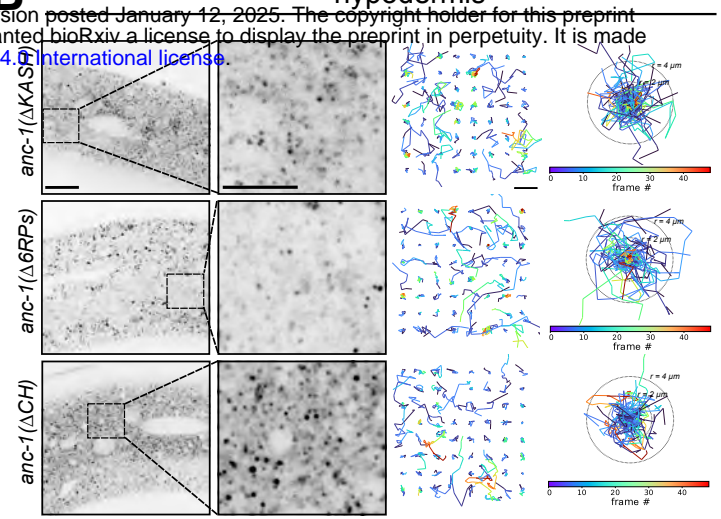 B
hypodermis
sion posted January 12, 2025. The copyright holder for this preprint
anted bioRxiv a license to display the preprint in perpetuity. It is made
4.0 International license.
anc-1(ΔKASH)
r = 4 µm
r = 2 µm
0 10 20 30 40
frame #
anc-1(Δ6RPs)
r = 4 µm
r = 2 µm
0 10 20 30 40
frame #
anc-1(ΔCH)
r = 4 µm
r = 2 µm
0 10 20 30 40
frame #